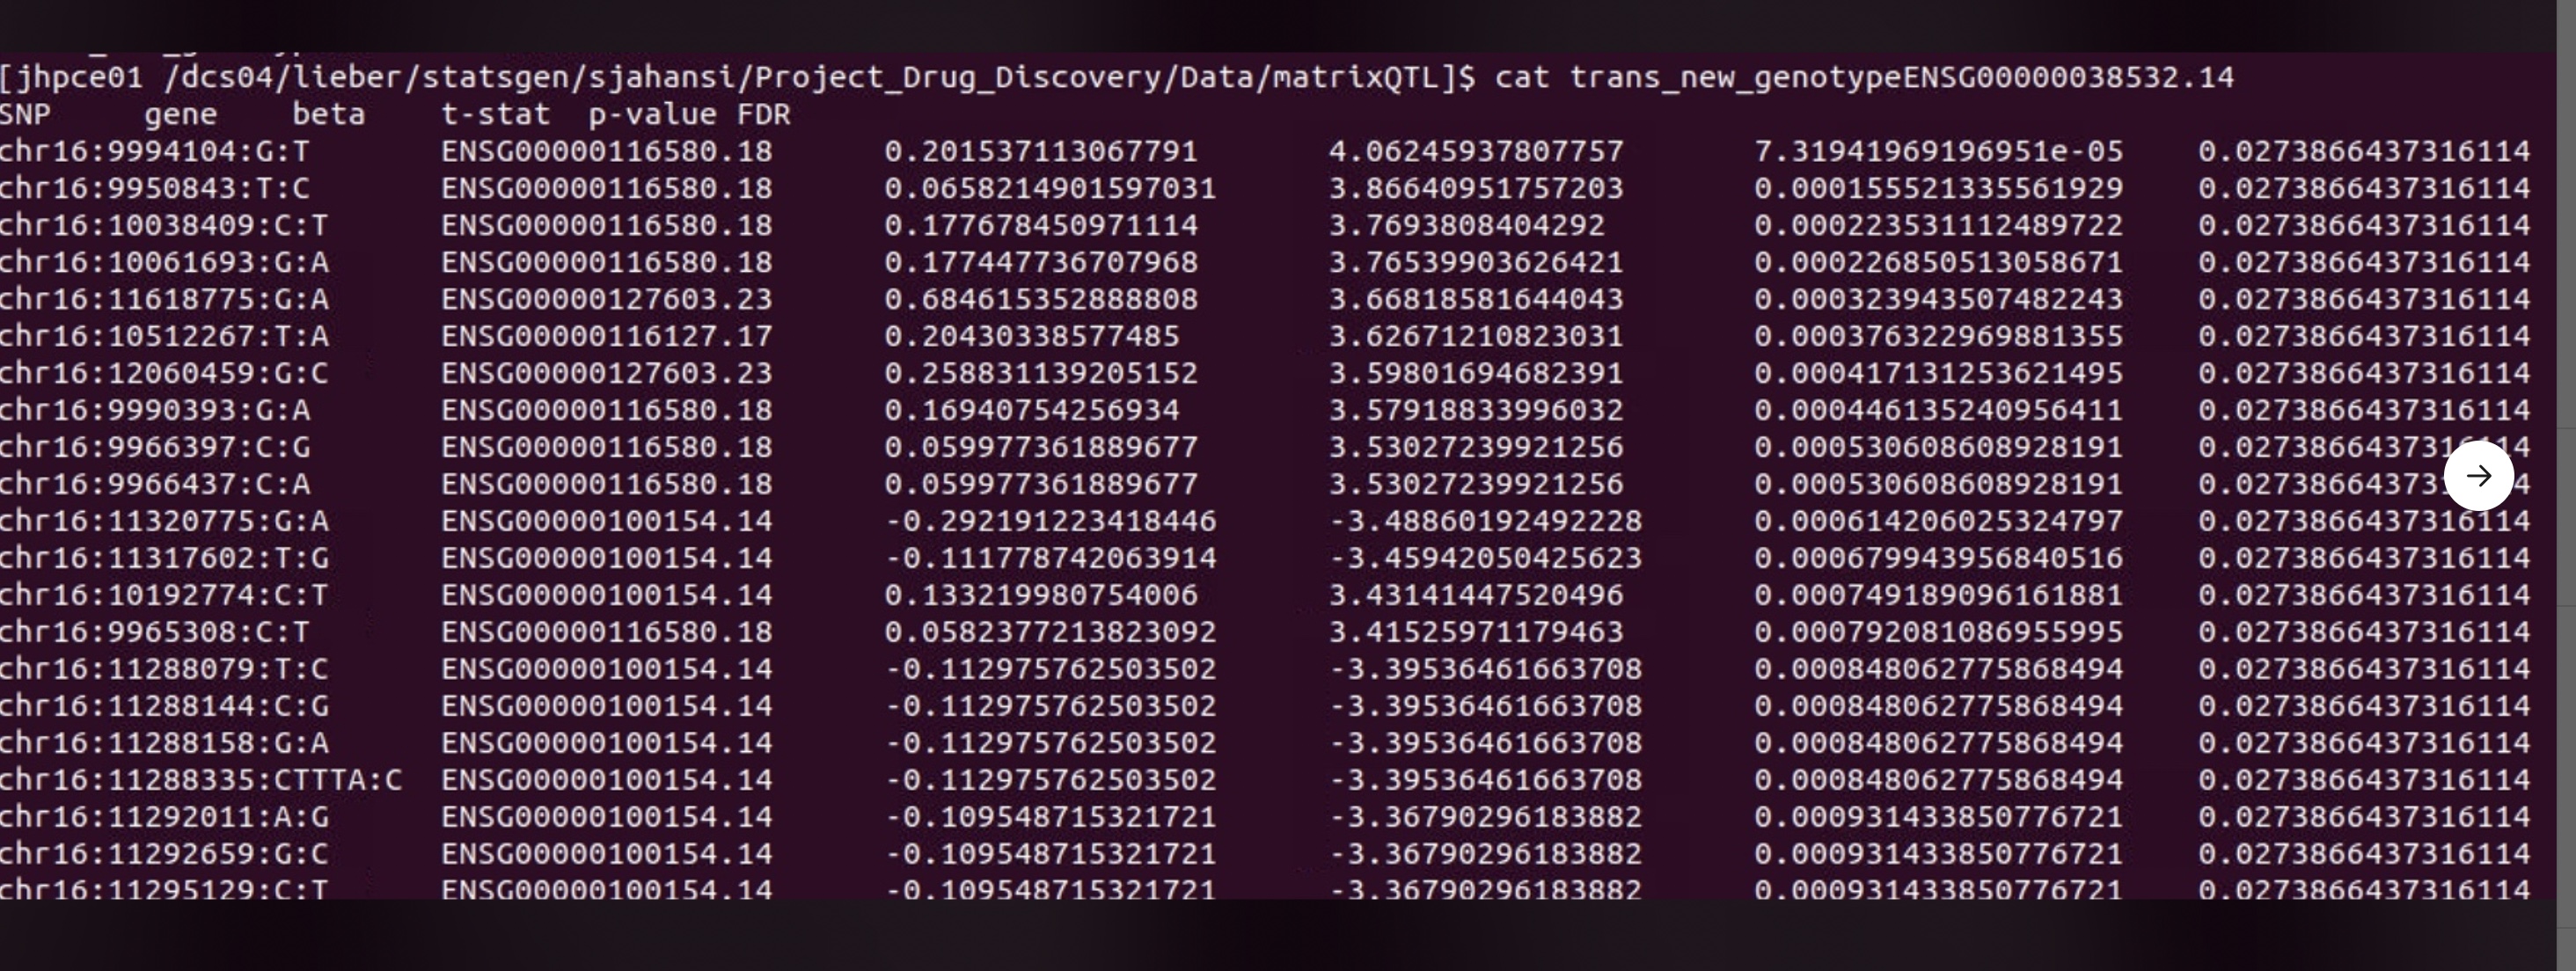 [jhpce01 /dcs04/lieber/statsgen/sjahansi/Project_Drug_Discovery/Data/matrixQTL]$ cat trans_new_genotypeENSG00000038532.14
SNP gene beta t-stat p-value FDR
chr16:9994104:G:T ENSG00000116580.18 0.201537113067791 4.06245937807757 7.31941969196951e-05 0.0273866437316114
chr16:9950843:T:C ENSG00000116580.18 0.0658214901597031 3.86640951757203 0.000155521335561929 0.0273866437316114
chr16:10038409:C:T ENSG00000116580.18 0.177678450971114 3.7693808404292 0.000223531112489722 0.0273866437316114
chr16:10061693:G:A ENSG00000116580.18 0.177447736707968 3.76539903626421 0.000226850513058671 0.0273866437316114
chr16:11618775:G:A ENSG00000127603.23 0.684615352888808 3.66818581644043 0.000323943507482243 0.0273866437316114
chr16:10512267:T:A ENSG00000116127.17 0.20430338577485 3.62671210823031 0.000376322969881355 0.0273866437316114
chr16:12060459:G:C ENSG00000127603.23 0.258831139205152 3.59801694682391 0.000417131253621495 0.0273866437316114
chr16:9990393:G:A ENSG00000116580.18 0.16940754256934 3.57918833996032 0.000446135240956411 0.0273866437316114
chr16:9966397:C:G ENSG00000116580.18 0.059977361889677 3.53027239921256 0.000530608608928191
chr16:9966437:C:A ENSG00000116580.18 0.059977361889677 3.53027239921256 0.000530608608928191
chr16:11320775:G:A ENSG00000100154.14 -0.292191223418446 -3.48860192492228 0.000614206025324797 0.0273866437316114
chr16:11317602:T:G ENSG00000100154.14 -0.111778742063914 -3.45942050425623 0.000679943956840516 0.0273866437316114
chr16:10192774:C:T ENSG00000100154.14 0.133219980754006 3.43141447520496 0.000749189096161881 0.0273866437316114
chr16:9965308:C:T ENSG00000116580.18 0.0582377213823092 3.41525971179463 0.000792081086955995 0.0273866437316114
chr16:11288079:T:C ENSG00000100154.14 -0.112975762503502 -3.39536461663708 0.000848062775868494 0.0273866437316114
chr16:11288144:C:G ENSG00000100154.14 -0.112975762503502 -3.39536461663708 0.000848062775868494 0.0273866437316114
chr16:11288158:G:A ENSG00000100154.14 -0.112975762503502 -3.39536461663708 0.000848062775868494 0.0273866437316114
chr16:11288335:CTTTA:C ENSG00000100154.14 -0.112975762503502 -3.39536461663708 0.000848062775868494 0.0273866437316114
chr16:11292011:A:G ENSG00000100154.14 -0.109548715321721 -3.36790296183882 0.000931433850776721 0.0273866437316114
chr16:11292659:G:C ENSG00000100154.14 -0.109548715321721 -3.36790296183882 0.000931433850776721 0.0273866437316114
chr16:11295129:C:T ENSG00000100154.14 -0.109548715321721 -3.36790296183882 0.000931433850776721 0.0273866437316114